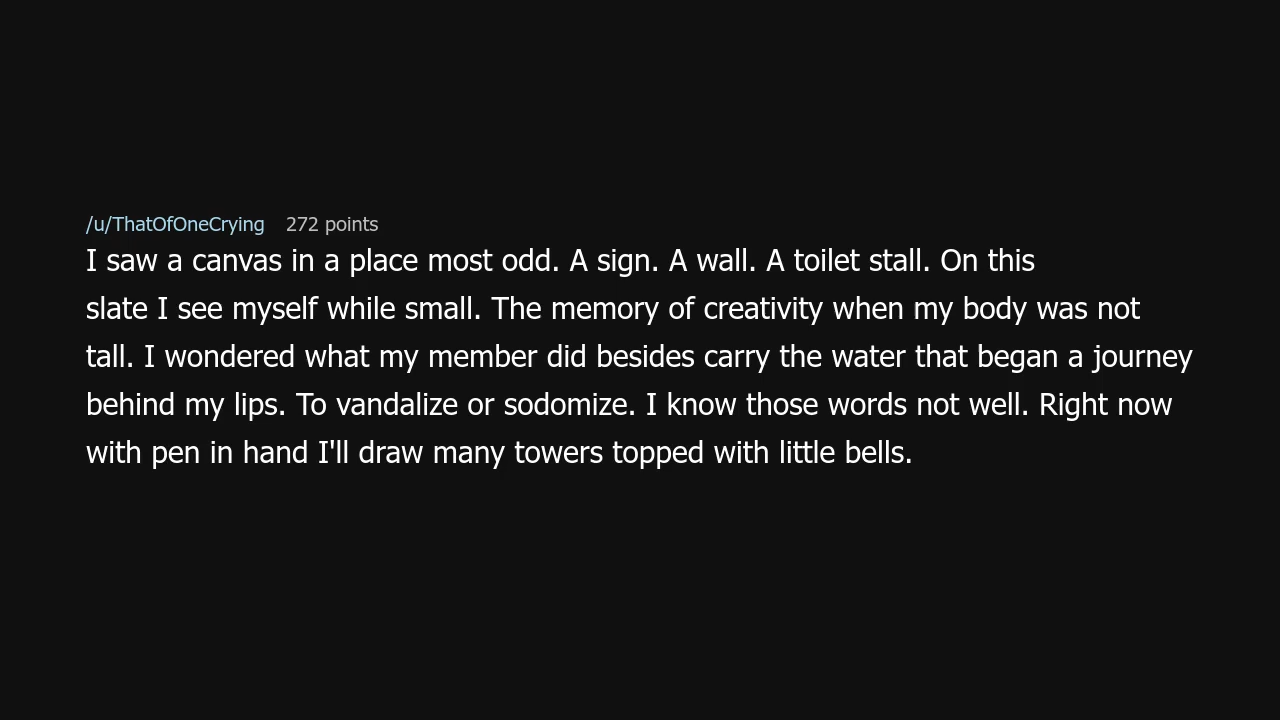 /u/ThatOfOneCrying 272 points
I saw a canvas in a place most odd. A sign. A wall. A toilet stall. On this
slate I see myself while small. The memory of creativity when my body was not
tall. I wondered what my member did besides carry the water that began a journey
behind my lips. To vandalize or sodomize. I know those words not well. Right now
with pen in hand I'll draw many towers topped with little bells.